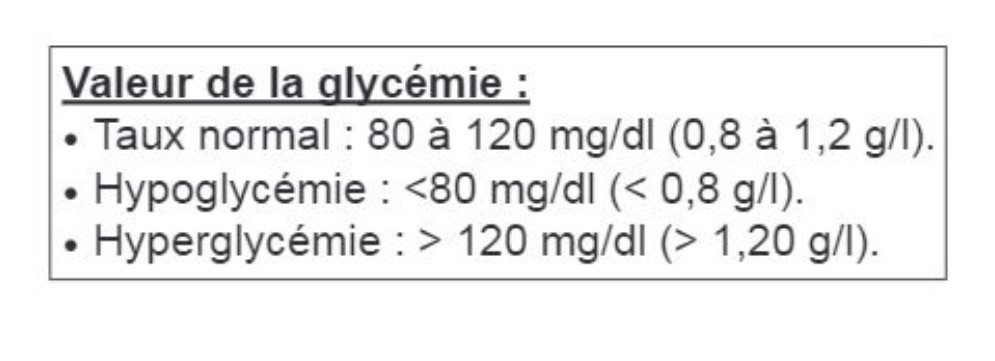 Valeur de la glycémie :
• Taux normal : 80 à 120 mg/dl (0,8 à 1,2 g/l).
• Hypoglycémie : <80 mg/dl (< 0,8 g/l).
• Hyperglycémie : > 120 mg/dl (> 1,20 g/l).